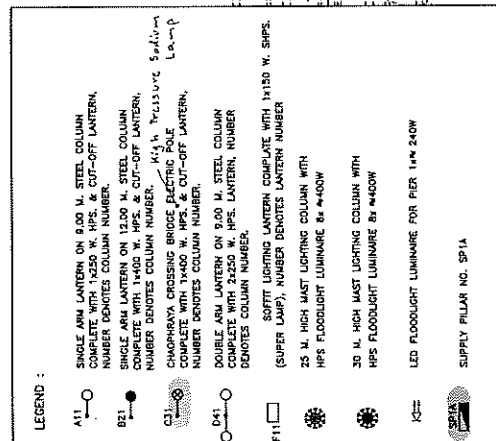 LEGEND :
A11
SINGLE ARM LANTERN ON 9.00 M. STEEL COLUMN
COMPLETE WITH 1x250 W. HPS. & CUT-OFF LANTERN,
NUMBER DENOTES COLUMN NUMBER.
B21
SINGLE ARM LANTERN ON 12.00 M. STEEL COLUMN
COMPLETE WITH 1x400 W. HPS. & CUT-OFF LANTERN,
NUMBER DENOTES COLUMN NUMBER.
High Pressure Sodium
Lamp
C31
CHAOPHRAYA CROSSING BRIDGE ELECTRIC POLE
COMPLETE WITH 1x400 W. HPS. & CUT-OFF LANTERN,
NUMBER DENOTES COLUMN NUMBER.
D41
DOUBLE ARM LANTERN ON 9.00 M. STEEL COLUMN
COMPLETE WITH 2x250 W. HPS. LANTERN, NUMBER
DENOTES COLUMN NUMBER.
F11
SOFFIT LIGHTING LANTERN COMPLATE WITH 1x150 W. SHPS.
(SUPER LAMP), NUMBER DENOTES LANTERN NUMBER
25 M. HIGH MAST LIGHTING COLUMN WITH
HPS FLOODLIGHT LUMINAIRE 8x 400W
30 M. HIGH MAST LIGHTING COLUMN WITH
HPS FLOODLIGHT LUMINAIRE 8x 400W
LED FLOODLIGHT LUMINAIRE FOR PIER 1x 240W
SP1A
SUPPLY PILLAR NO. SP1A